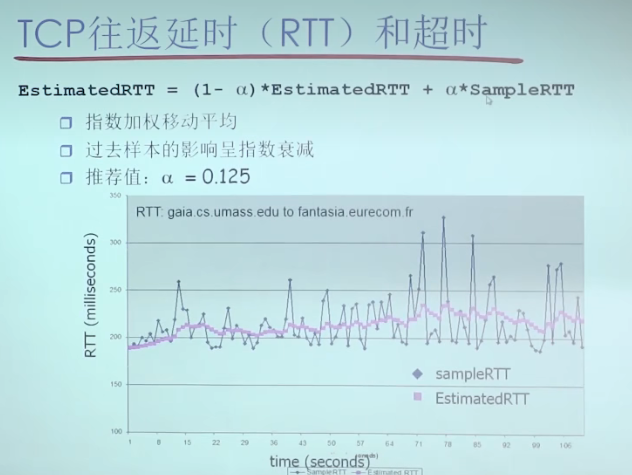 TCP往返延时（RTT）和超时
EstimatedRTT = (1- α)*EstimatedRTT + α*SampleRTT
指数加权移动平均
过去样本的影响呈指数衰减
推荐值：α = 0.125
RTT: gaia.cs.umass.edu to fantasia.eurecom.fr
350
300
250
200
150
100
RTT (milliseconds)
sampleRTT
EstimatedRTT
1 8 15 22 29 36 43 50 57 64 71 78 85 92 99 106
time (seconds)
SampleRTT Estimated RTT